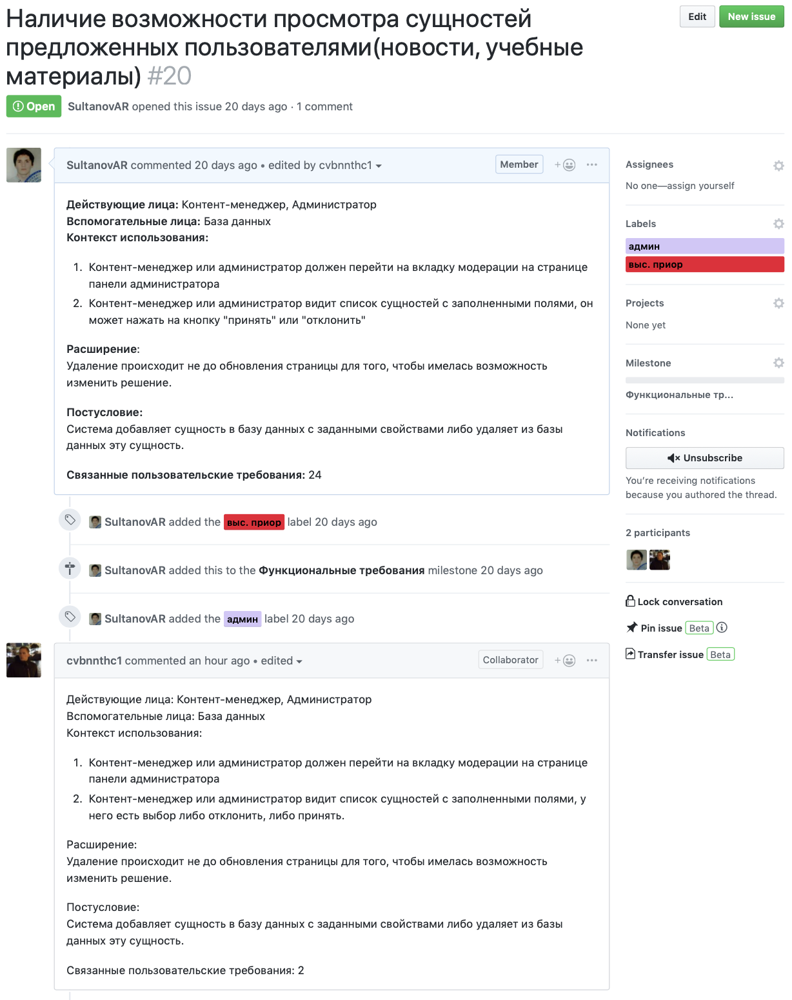 Наличие возможности просмотра сущностей
предложенных пользователями(новости, учебные
материалы) #20
Edit
New issue
Open
SultanovAR opened this issue 20 days ago · 1 comment
SultanovAR commented 20 days ago • edited by cvbnnthc1
Member
Действующие лица: Контент-менеджер, Администратор
Вспомогательные лица: База данных
Контекст использования:
1. Контент-менеджер или администратор должен перейти на вкладку модерации на странице
панели администратора
2. Контент-менеджер или администратор видит список сущностей с заполненными полями, он
может нажать на кнопку "принять" или "отклонить"
Расширение:
Удаление происходит не до обновления страницы для того, чтобы имелась возможность
изменить решение.
Постусловие:
Система добавляет сущность в базу данных с заданными свойствами либо удаляет из базы
данных эту сущность.
Связанные пользовательские требования: 24
SultanovAR added the выс. приор label 20 days ago
SultanovAR added this to the Функциональные требования milestone 20 days ago
SultanovAR added the админ label 20 days ago
cvbnnthc1 commented an hour ago • edited
Collaborator
Действующие лица: Контент-менеджер, Администратор
Вспомогательные лица: База данных
Контекст использования:
1. Контент-менеджер или администратор должен перейти на вкладку модерации на странице
панели администратора
2. Контент-менеджер или администратор видит список сущностей с заполненными полями, у
него есть выбор либо отклонить, либо принять.
Расширение:
Удаление происходит не до обновления страницы для того, чтобы имелась возможность
изменить решение.
Постусловие:
Система добавляет сущность в базу данных с заданными свойствами либо удаляет из базы
данных эту сущность.
Связанные пользовательские требования: 2
Assignees
No one—assign yourself
Labels
админ
выс. приор
Projects
None yet
Milestone
Функциональные тр...
Notifications
Unsubscribe
You’re receiving notifications
because you authored the thread.
2 participants
Lock conversation
Pin issue Beta
Transfer issue Beta